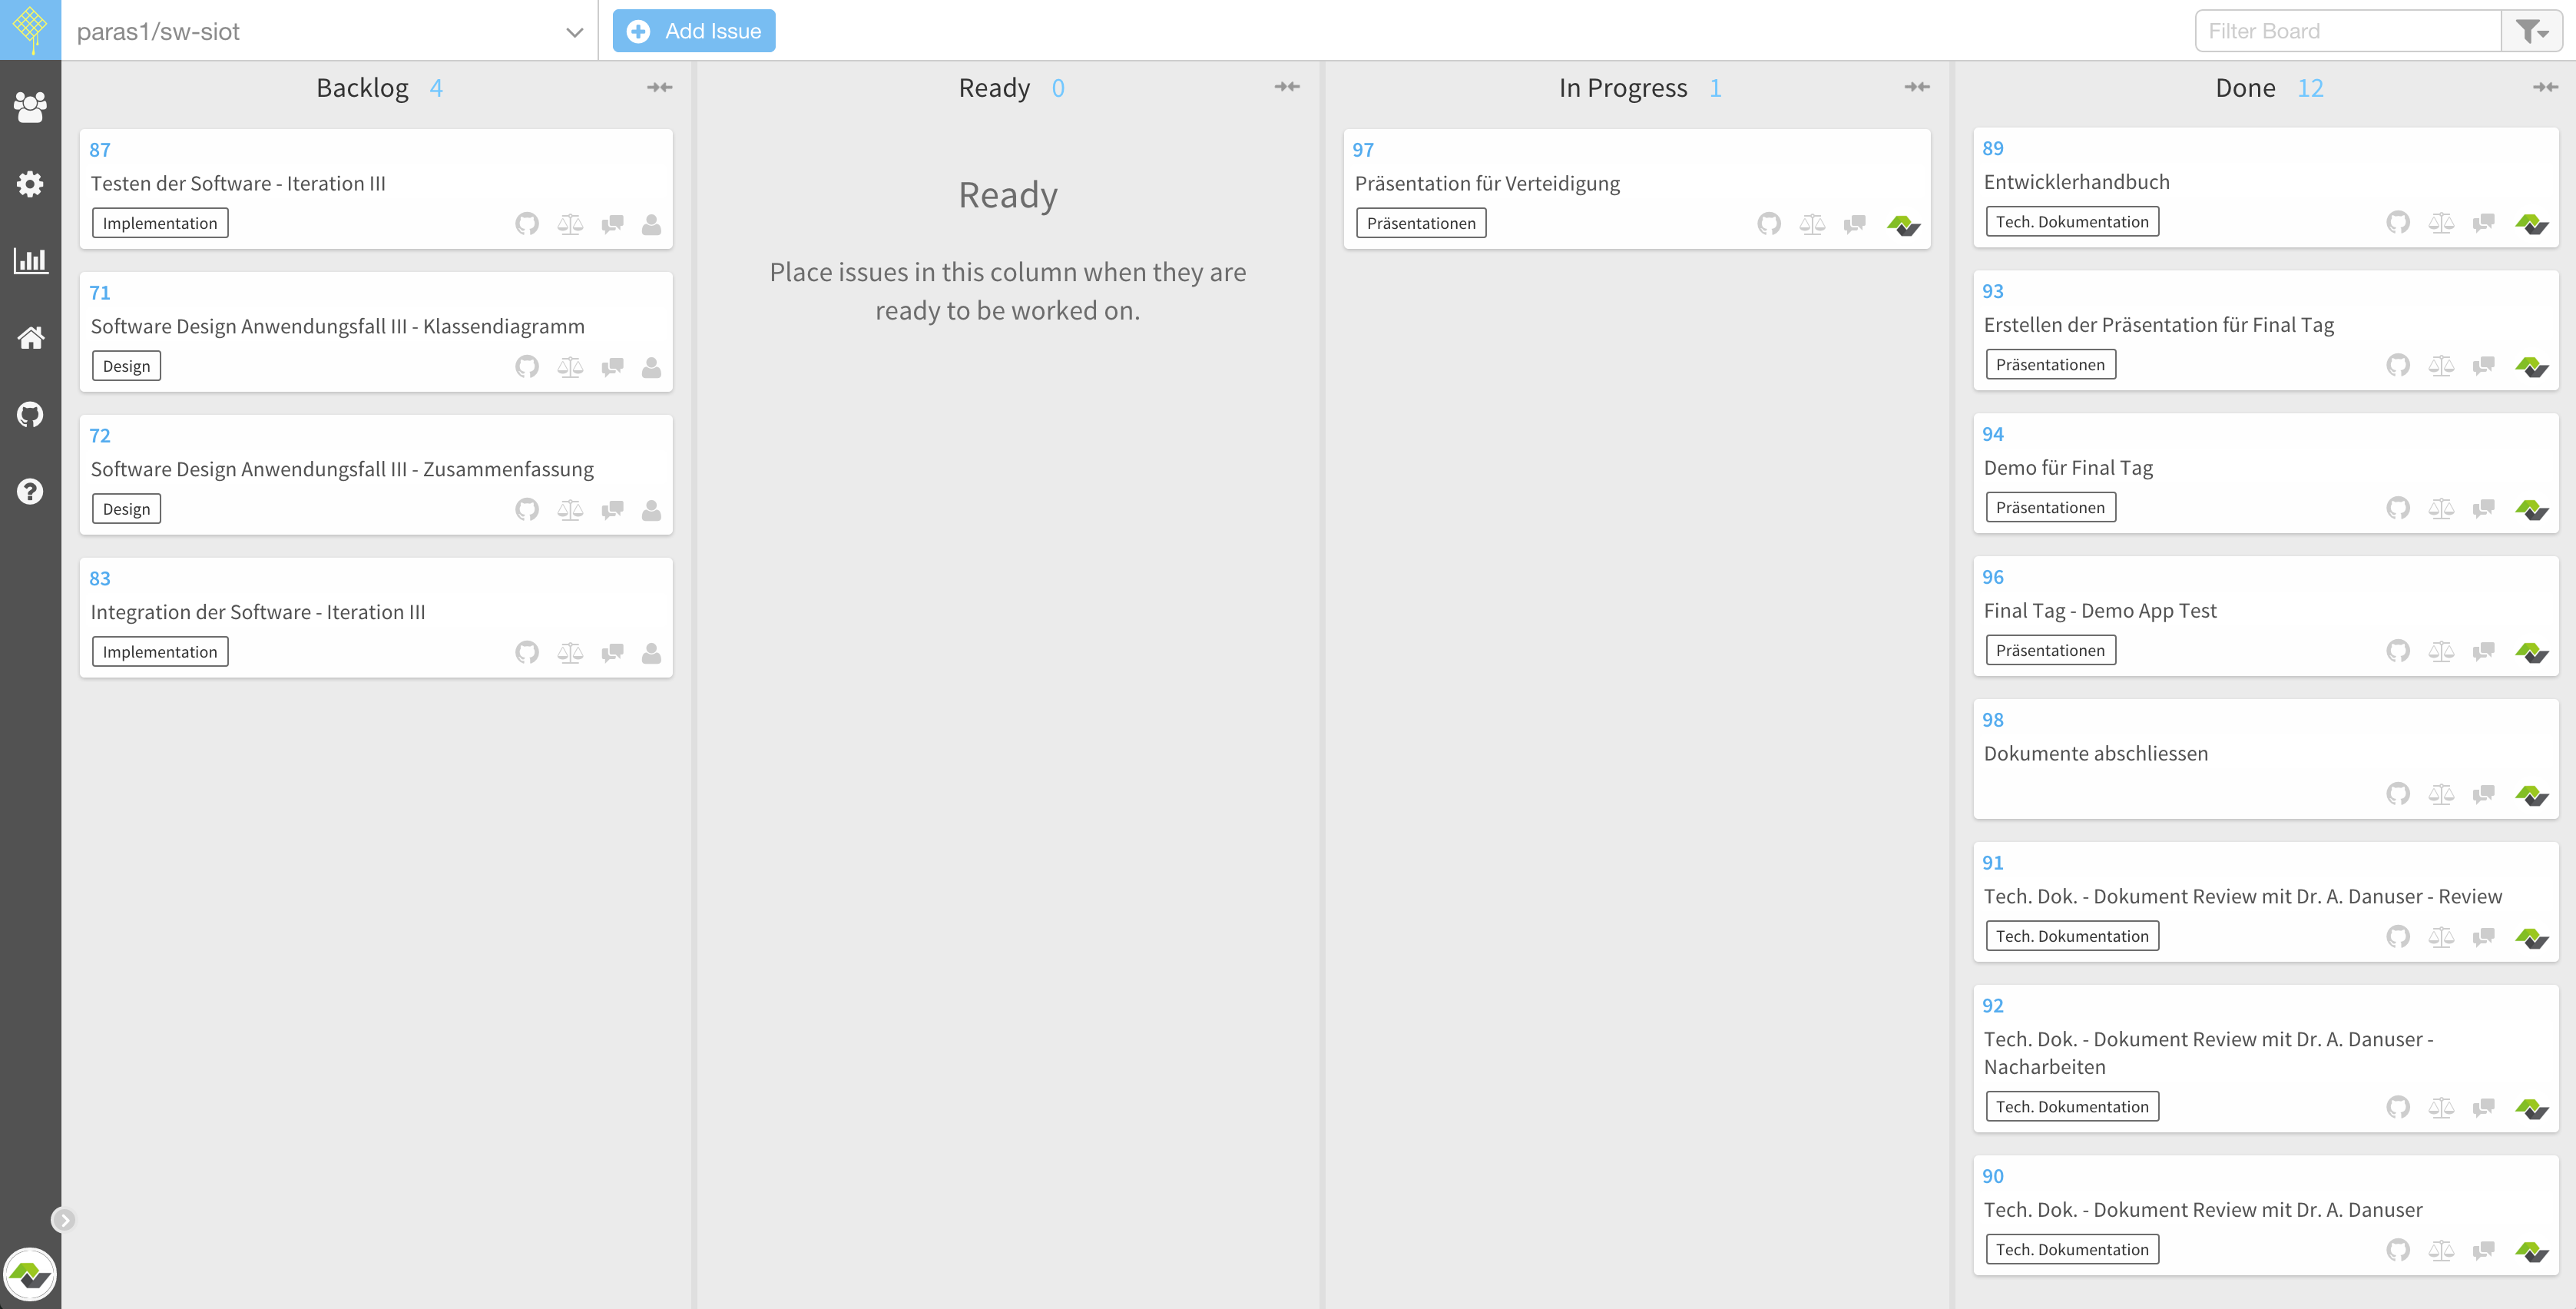 paras1/sw-siot
Add Issue
Filter Board
Backlog 4
87
Testen der Software - Iteration III
Implementation
71
Software Design Anwendungsfall III - Klassendiagramm
Design
72
Software Design Anwendungsfall III - Zusammenfassung
Design
83
Integration der Software - Iteration III
Implementation
Ready 0
Ready
Place issues in this column when they are
ready to be worked on.
In Progress 1
97
Präsentation für Verteidigung
Präsentationen
Done 12
89
Entwicklerhandbuch
Tech. Dokumentation
93
Erstellen der Präsentation für Final Tag
Präsentationen
94
Demo für Final Tag
Präsentationen
96
Final Tag - Demo App Test
Präsentationen
98
Dokumente abschliessen
91
Tech. Dok. - Dokument Review mit Dr. A. Danuser - Review
Tech. Dokumentation
92
Tech. Dok. - Dokument Review mit Dr. A. Danuser -
Nacharbeiten
Tech. Dokumentation
90
Tech. Dok. - Dokument Review mit Dr. A. Danuser
Tech. Dokumentation